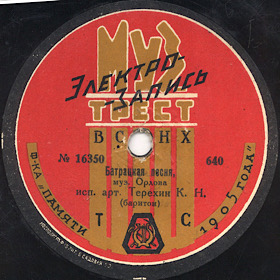 МУЗ
ЭЛЕКТРО-
-ЗАПИСЬ
ТРЕСТ
В С Н Х
№ 16350
640
Батрацкая песня,
муз. Орлова
исп. арт. Терехин К. Н.
(баритон)
Т С
Ф-КА "ПАМЯТИ 1905 ГОДА"